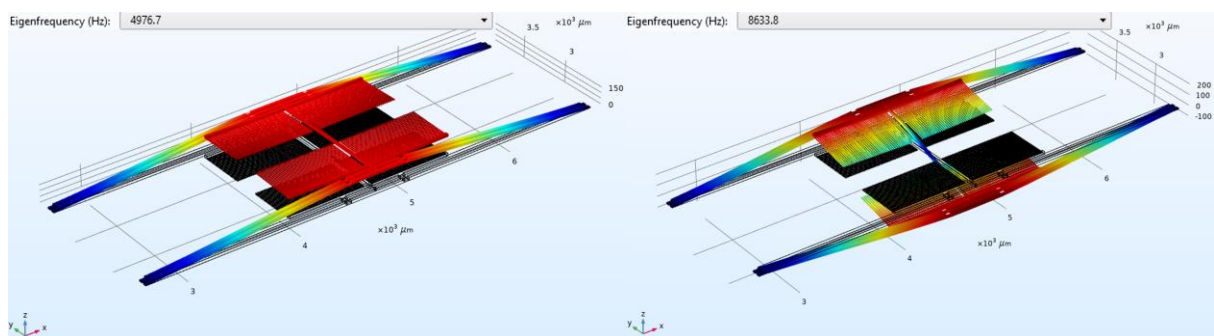 Eigenfrequency (Hz): 4976.7
×10³ μm
3.5
3
150
0
6
5
×10³ μm
4
3
z
y x
Eigenfrequency (Hz): 8633.8
×10³ μm
3.5
3
200
100
0
-100
6
5
×10³ μm
4
3
z
y x